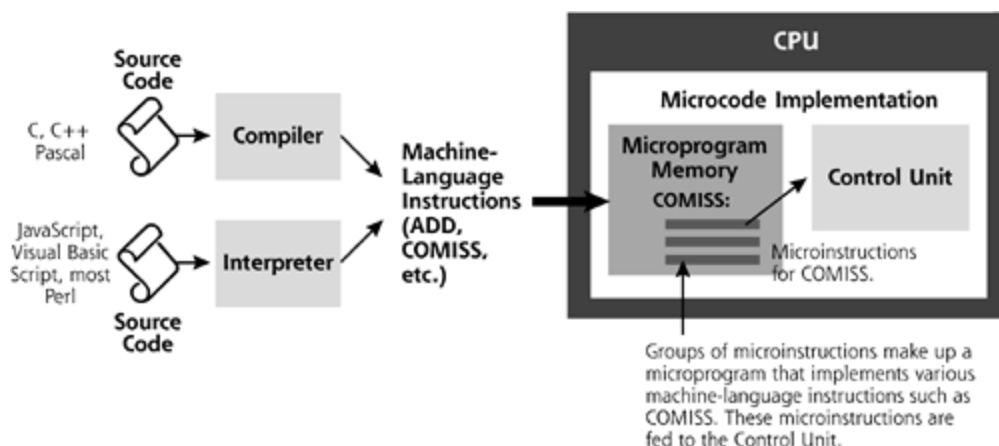 Source
Code
C, C++
Pascal
Compiler
JavaScript,
Visual Basic
Script, most
Perl
Interpreter
Source
Code
Machine-
Language
Instructions
(ADD,
COMISS,
etc.)
CPU
Microcode Implementation
Microprogram
Memory
COMISS:
Control Unit
Microinstructions
for COMISS.
Groups of microinstructions make up a
microprogram that implements various
machine-language instructions such as
COMISS. These microinstructions are
fed to the Control Unit.